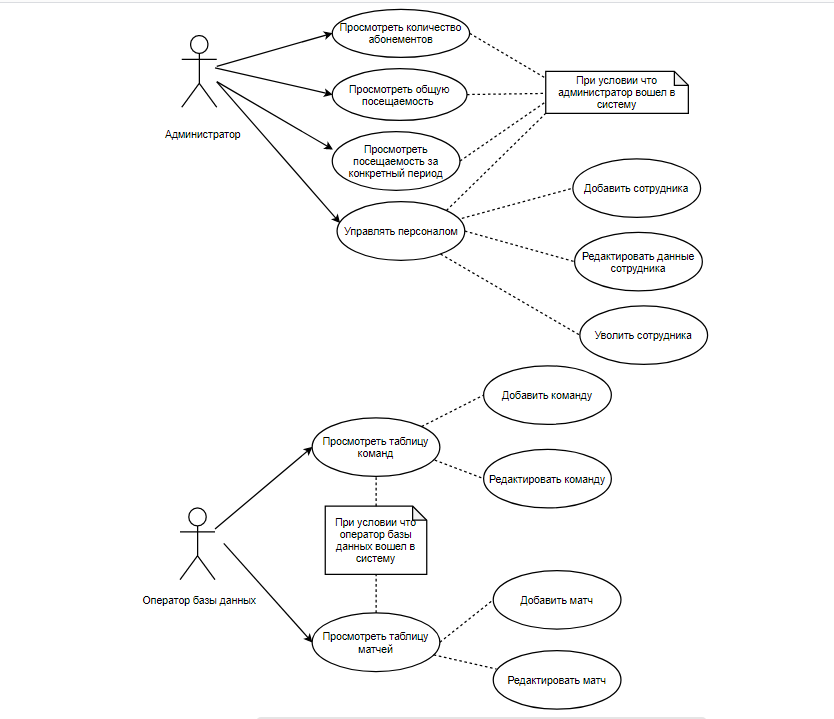 Просмотреть количество
абонементов
Просмотреть общую
посещаемость
При условии что
администратор вошел в
систему
Администратор
Просмотреть
посещаемость за
конкретный период
Добавить сотрудника
Управлять персоналом
Редактировать данные
сотрудника
Уволить сотрудника
Добавить команду
Просмотреть таблицу
команд
Редактировать команду
При условии что
оператор базы
данных вошел в
систему
Оператор базы данных
Добавить матч
Просмотреть таблицу
матчей
Редактировать матч